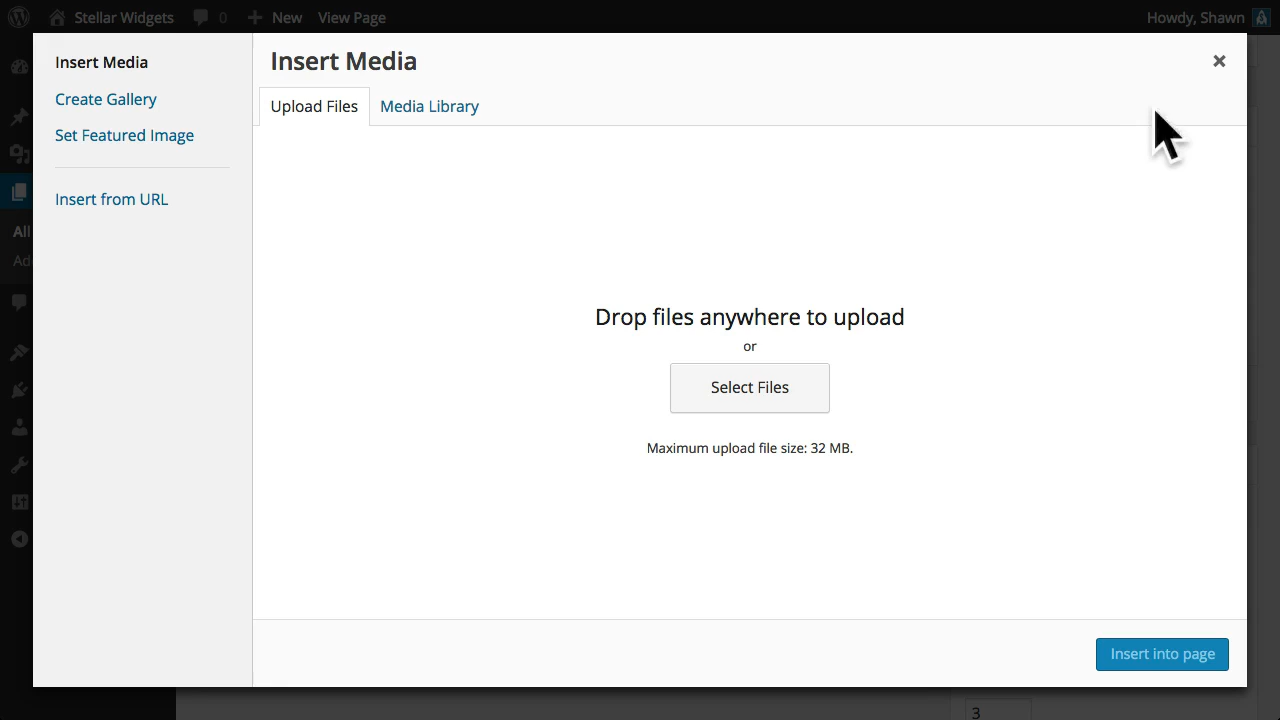 Stellar Widgets 0 New View Page Howdy, Shawn
Insert Media
Create Gallery
Set Featured Image
Insert from URL
Insert Media
Upload Files Media Library
Drop files anywhere to upload
or
Select Files
Maximum upload file size: 32 MB.
Insert into page
All
Ad
3